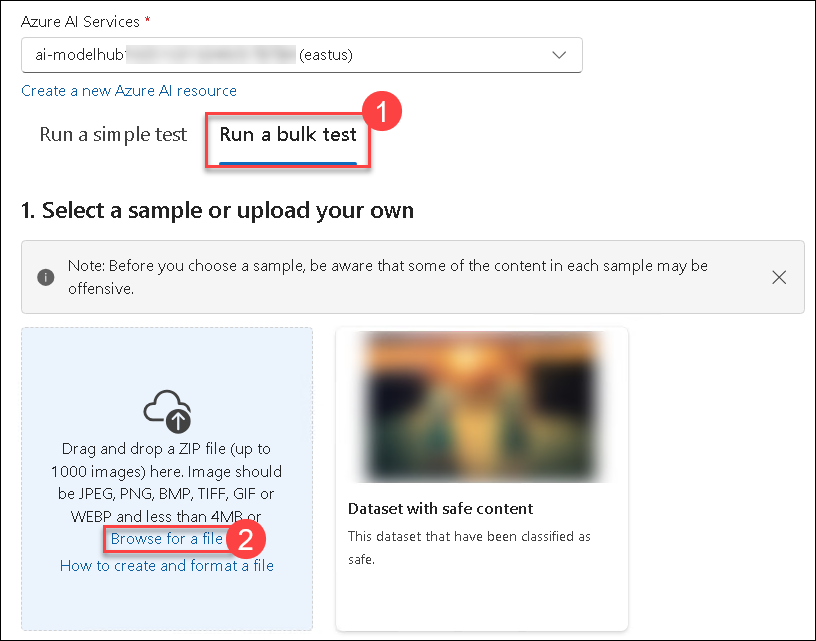 Azure AI Services *
ai-modelhub (eastus)
Create a new Azure AI resource
1
Run a simple test Run a bulk test
1. Select a sample or upload your own
Note: Before you choose a sample, be aware that some of the content in each sample may be
offensive.
Drag and drop a ZIP file (up to
1000 images) here. Image should
be JPEG, PNG, BMP, TIFF, GIF or
WEBP and less than 4MB or
Browse for a file 2
How to create and format a file
Dataset with safe content
This dataset that have been classified as
safe.